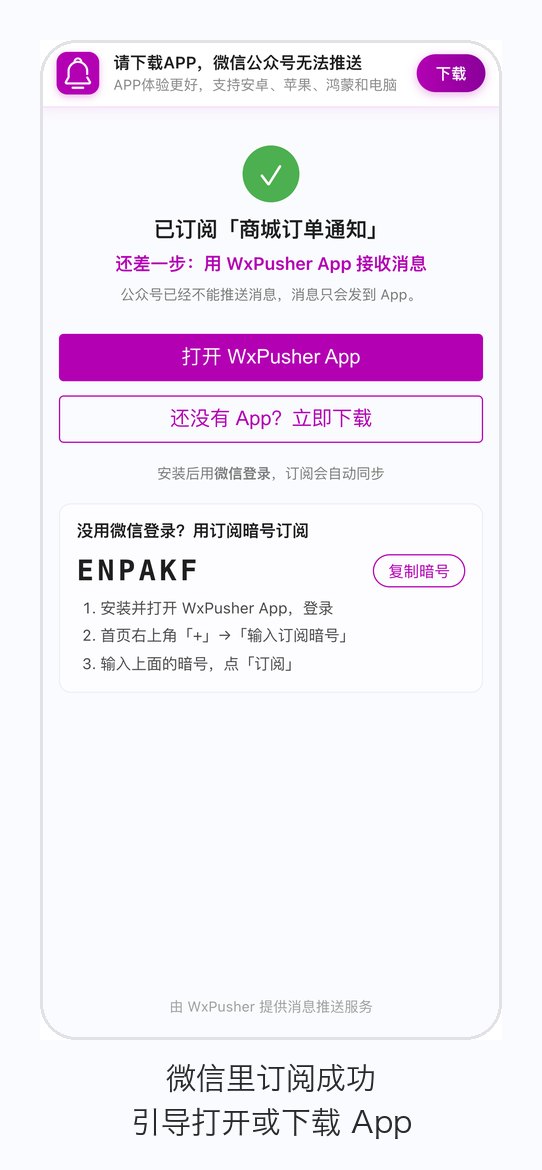 请下载APP，微信公众号无法推送
APP体验更好，支持安卓、苹果、鸿蒙和电脑
下载
已订阅「商城订单通知」
还差一步：用 WxPusher App 接收消息
公众号已经不能推送消息，消息只会发到 App。
打开 WxPusher App
还没有 App？立即下载
安装后用微信登录，订阅会自动同步
没用微信登录？用订阅暗号订阅
ENPAKF
复制暗号
1. 安装并打开 WxPusher App，登录
2. 首页右上角「+」→「输入订阅暗号」
3. 输入上面的暗号，点「订阅」
由 WxPusher 提供消息推送服务
微信里订阅成功
引导打开或下载 App